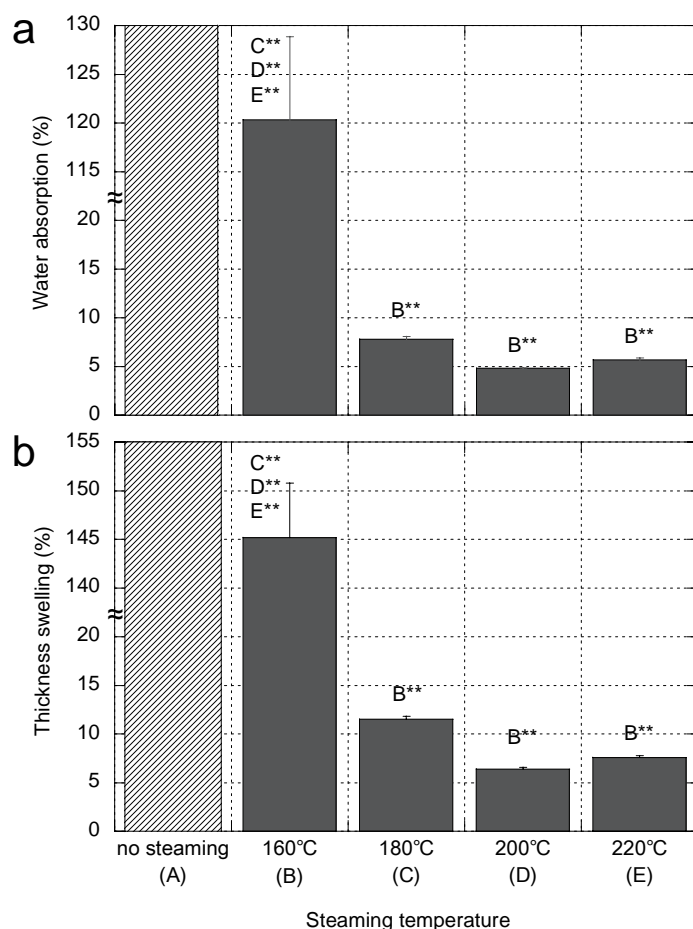 a
Water absorption (%)
130
120
115
20
15
10
5
0
C**
D**
E**
B**
B**
B**
b
Thickness swelling (%)
155
150
145
140
20
15
10
5
0
C**
D**
E**
B**
B**
B**
no steaming 160℃ 180℃ 200℃ 220℃
(A) (B) (C) (D) (E)
Steaming temperature